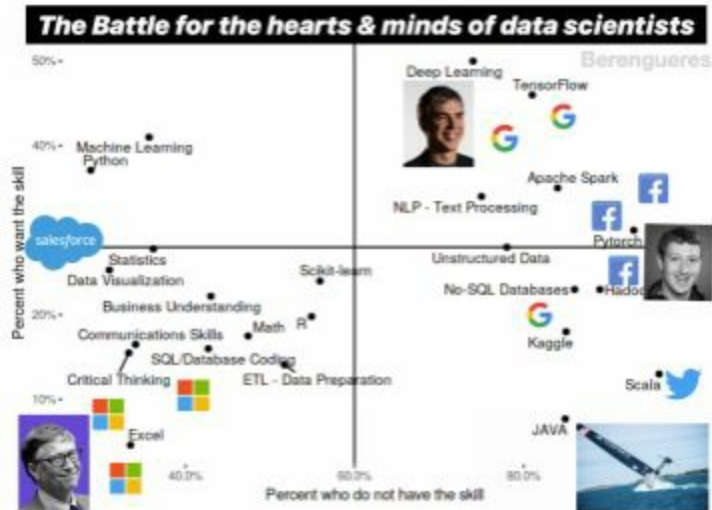 The Battle for the hearts & minds of data scientists
Berengueres
50%
Deep Learning
TensorFlow
Machine Learning
40%
Python
Apache Spark
NLP - Text Processing
Percent who want the skill
salesforce
Pytorch
Statistics
Unstructured Data
Data Visualization
Scikit-learn
No-SQL Databases
Hadoo
Business Understanding
20%
Math
R
Communications Skills
Kaggle
SQL/Database Coding
Critical Thinking
ETL - Data Preparation
Scala
10%
JAVA
Excel
40.0%
60.0%
80.0%
Percent who do not have the skill